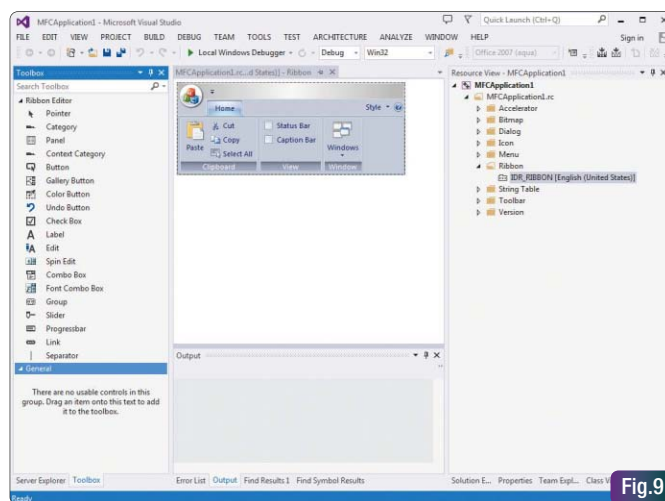 MFCApplication1 - Microsoft Visual Studio
Quick Launch (Ctrl+Q)
FILE EDIT VIEW PROJECT BUILD DEBUG TEAM TOOLS TEST ARCHITECTURE ANALYZE WINDOW HELP
Sign in
Local Windows Debugger
Debug
Win32
Office 2007 (aqua)
Toolbox
Search Toolbox
Ribbon Editor
Pointer
Category
Panel
Context Category
Button
Gallery Button
Color Button
Undo Button
Check Box
Label
Edit
Spin Edit
Combo Box
Font Combo Box
Group
Slider
Progressbar
Link
Separator
General
There are no usable controls in this
group. Drag an item onto this text to add
it to the toolbox.
Server Explorer Toolbox
MFCApplication1.rc...d States)] - Ribbon
Home
Style
Paste
Cut
Copy
Select All
Clipboard
Status Bar
Caption Bar
View
Windows
Window
Output
Error List Output Find Results 1 Find Symbol Results
Resource View - MFCApplication1
MFCApplication1
MFCApplication1.rc
Accelerator
Bitmap
Dialog
Icon
Menu
Ribbon
IDR_RIBBON [English (United States)]
String Table
Toolbar
Version
Solution E... Properties Team Expl... Class V
Ready
Fig.9